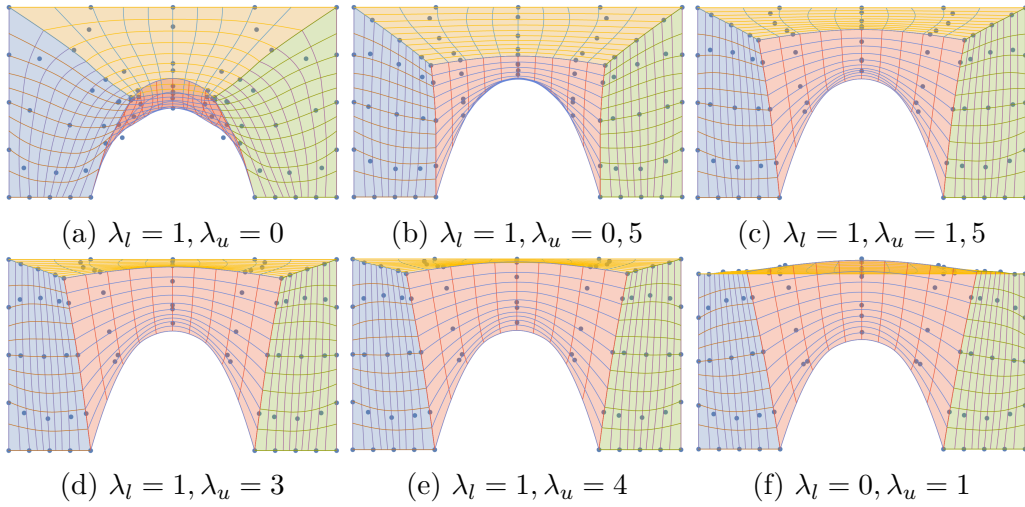 (a) λ_l = 1, λ_u = 0
(b) λ_l = 1, λ_u = 0,5
(c) λ_l = 1, λ_u = 1,5
(d) λ_l = 1, λ_u = 3
(e) λ_l = 1, λ_u = 4
(f) λ_l = 0, λ_u = 1